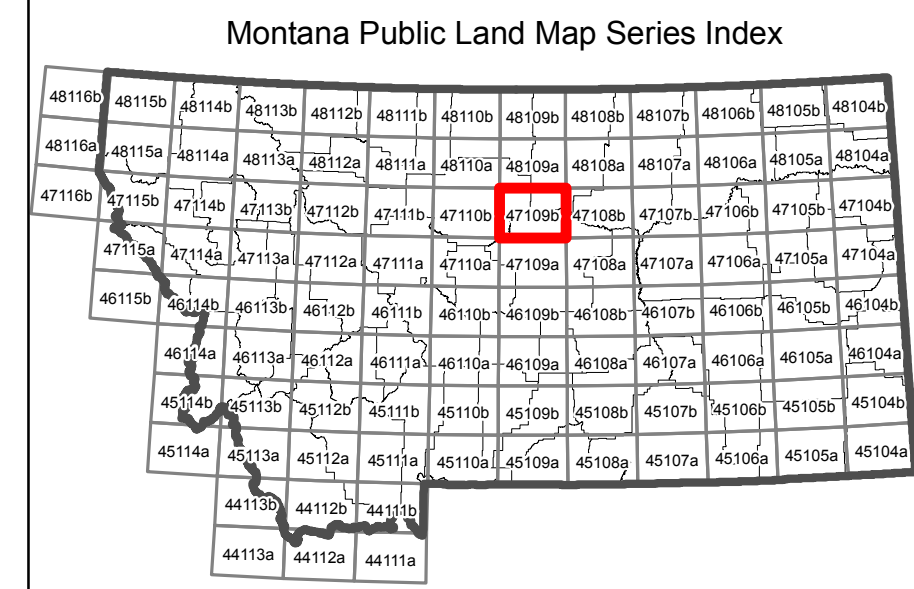 Montana Public Land Map Series Index
48116b 48115b 48114b 48113b 48112b 48111b 48110b 48109b 48108b 48107b 48106b 48105b 48104b
48116a 48115a 48114a 48113a 48112a 48111a 48110a 48109a 48108a 48107a 48106a 48105a 48104a
47116b 47115b 47114b 47113b 47112b 47111b 47110b 47109b 47108b 47107b 47106b 47105b 47104b
47115a 47114a 47113a 47112a 47111a 47110a 47109a 47108a 47107a 47106a 47105a 47104a
46115b 46114b 46113b 46112b 46111b 46110b 46109b 46108b 46107b 46106b 46105b 46104b
46114a 46113a 46112a 46111a 46110a 46109a 46108a 46107a 46106a 46105a 46104a
45114b 45113b 45112b 45111b 45110b 45109b 45108b 45107b 45106b 45105b 45104b
45114a 45113a 45112a 45111a 45110a 45109a 45108a 45107a 45106a 45105a 45104a
44113b 44112b 44111b
44113a 44112a 44111a